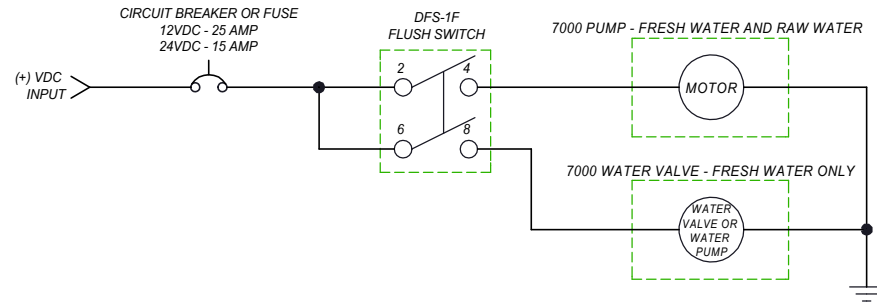 CIRCUIT BREAKER OR FUSE
12VDC - 25 AMP
24VDC - 15 AMP
DFS-1F
FLUSH SWITCH
7000 PUMP - FRESH WATER AND RAW WATER
(+) VDC
INPUT
2
4
MOTOR
6
8
7000 WATER VALVE - FRESH WATER ONLY
WATER
VALVE OR
WATER
PUMP